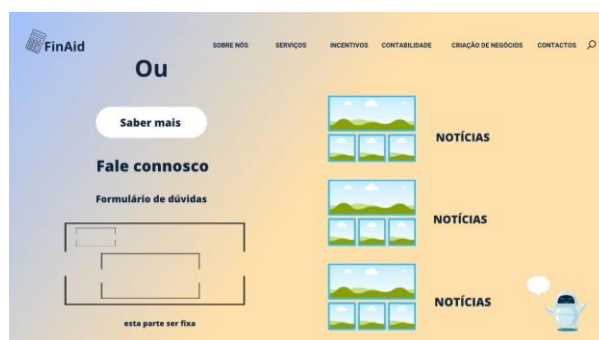 FinAid
SOBRE NÓS SERVIÇOS INCENTIVOS CONTABILIDADE CRIAÇÃO DE NEGÓCIOS CONTACTOS
Ou
Saber mais
Fale connosco
Formulário de dúvidas
esta parte ser fixa
NOTÍCIAS
NOTÍCIAS
NOTÍCIAS